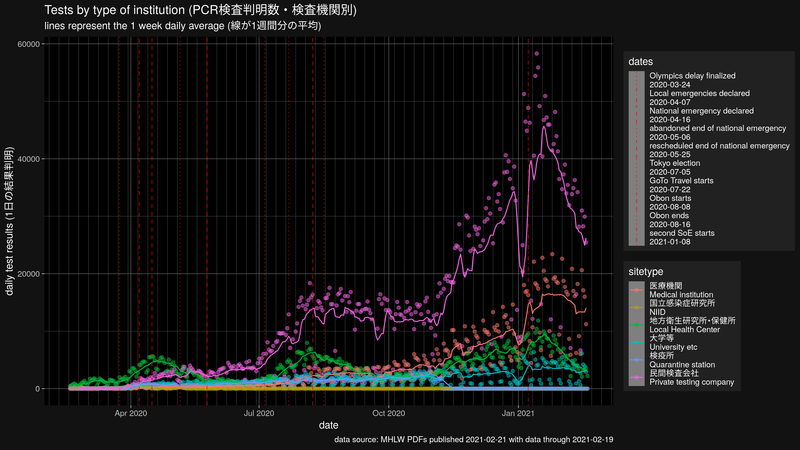 Tests by type of institution (PCR検査判明数・検査機関別)
lines represent the 1 week daily average (線が1週間分の平均)
daily test results (1日の結果判明)
60000
40000
20000
0
Apr 2020
Jul 2020
Oct 2020
Jan 2021
date
data source: MHLW PDFs published 2021-02-21 with data through 2021-02-19
dates
Olympics delay finalized
2020-03-24
Local emergencies declared
2020-04-07
National emergency declared
2020-04-16
abandoned end of national emergency
2020-05-06
rescheduled end of national emergency
2020-05-25
Tokyo election
2020-07-05
GoTo Travel starts
2020-07-22
Obon starts
2020-08-08
Obon ends
2020-08-16
second SoE starts
2021-01-08
sitetype
医療機関
Medical institution
国立感染症研究所
NIID
地方衛生研究所・保健所
Local Health Center
大学等
University etc
検疫所
Quarantine station
民間検査会社
Private testing company